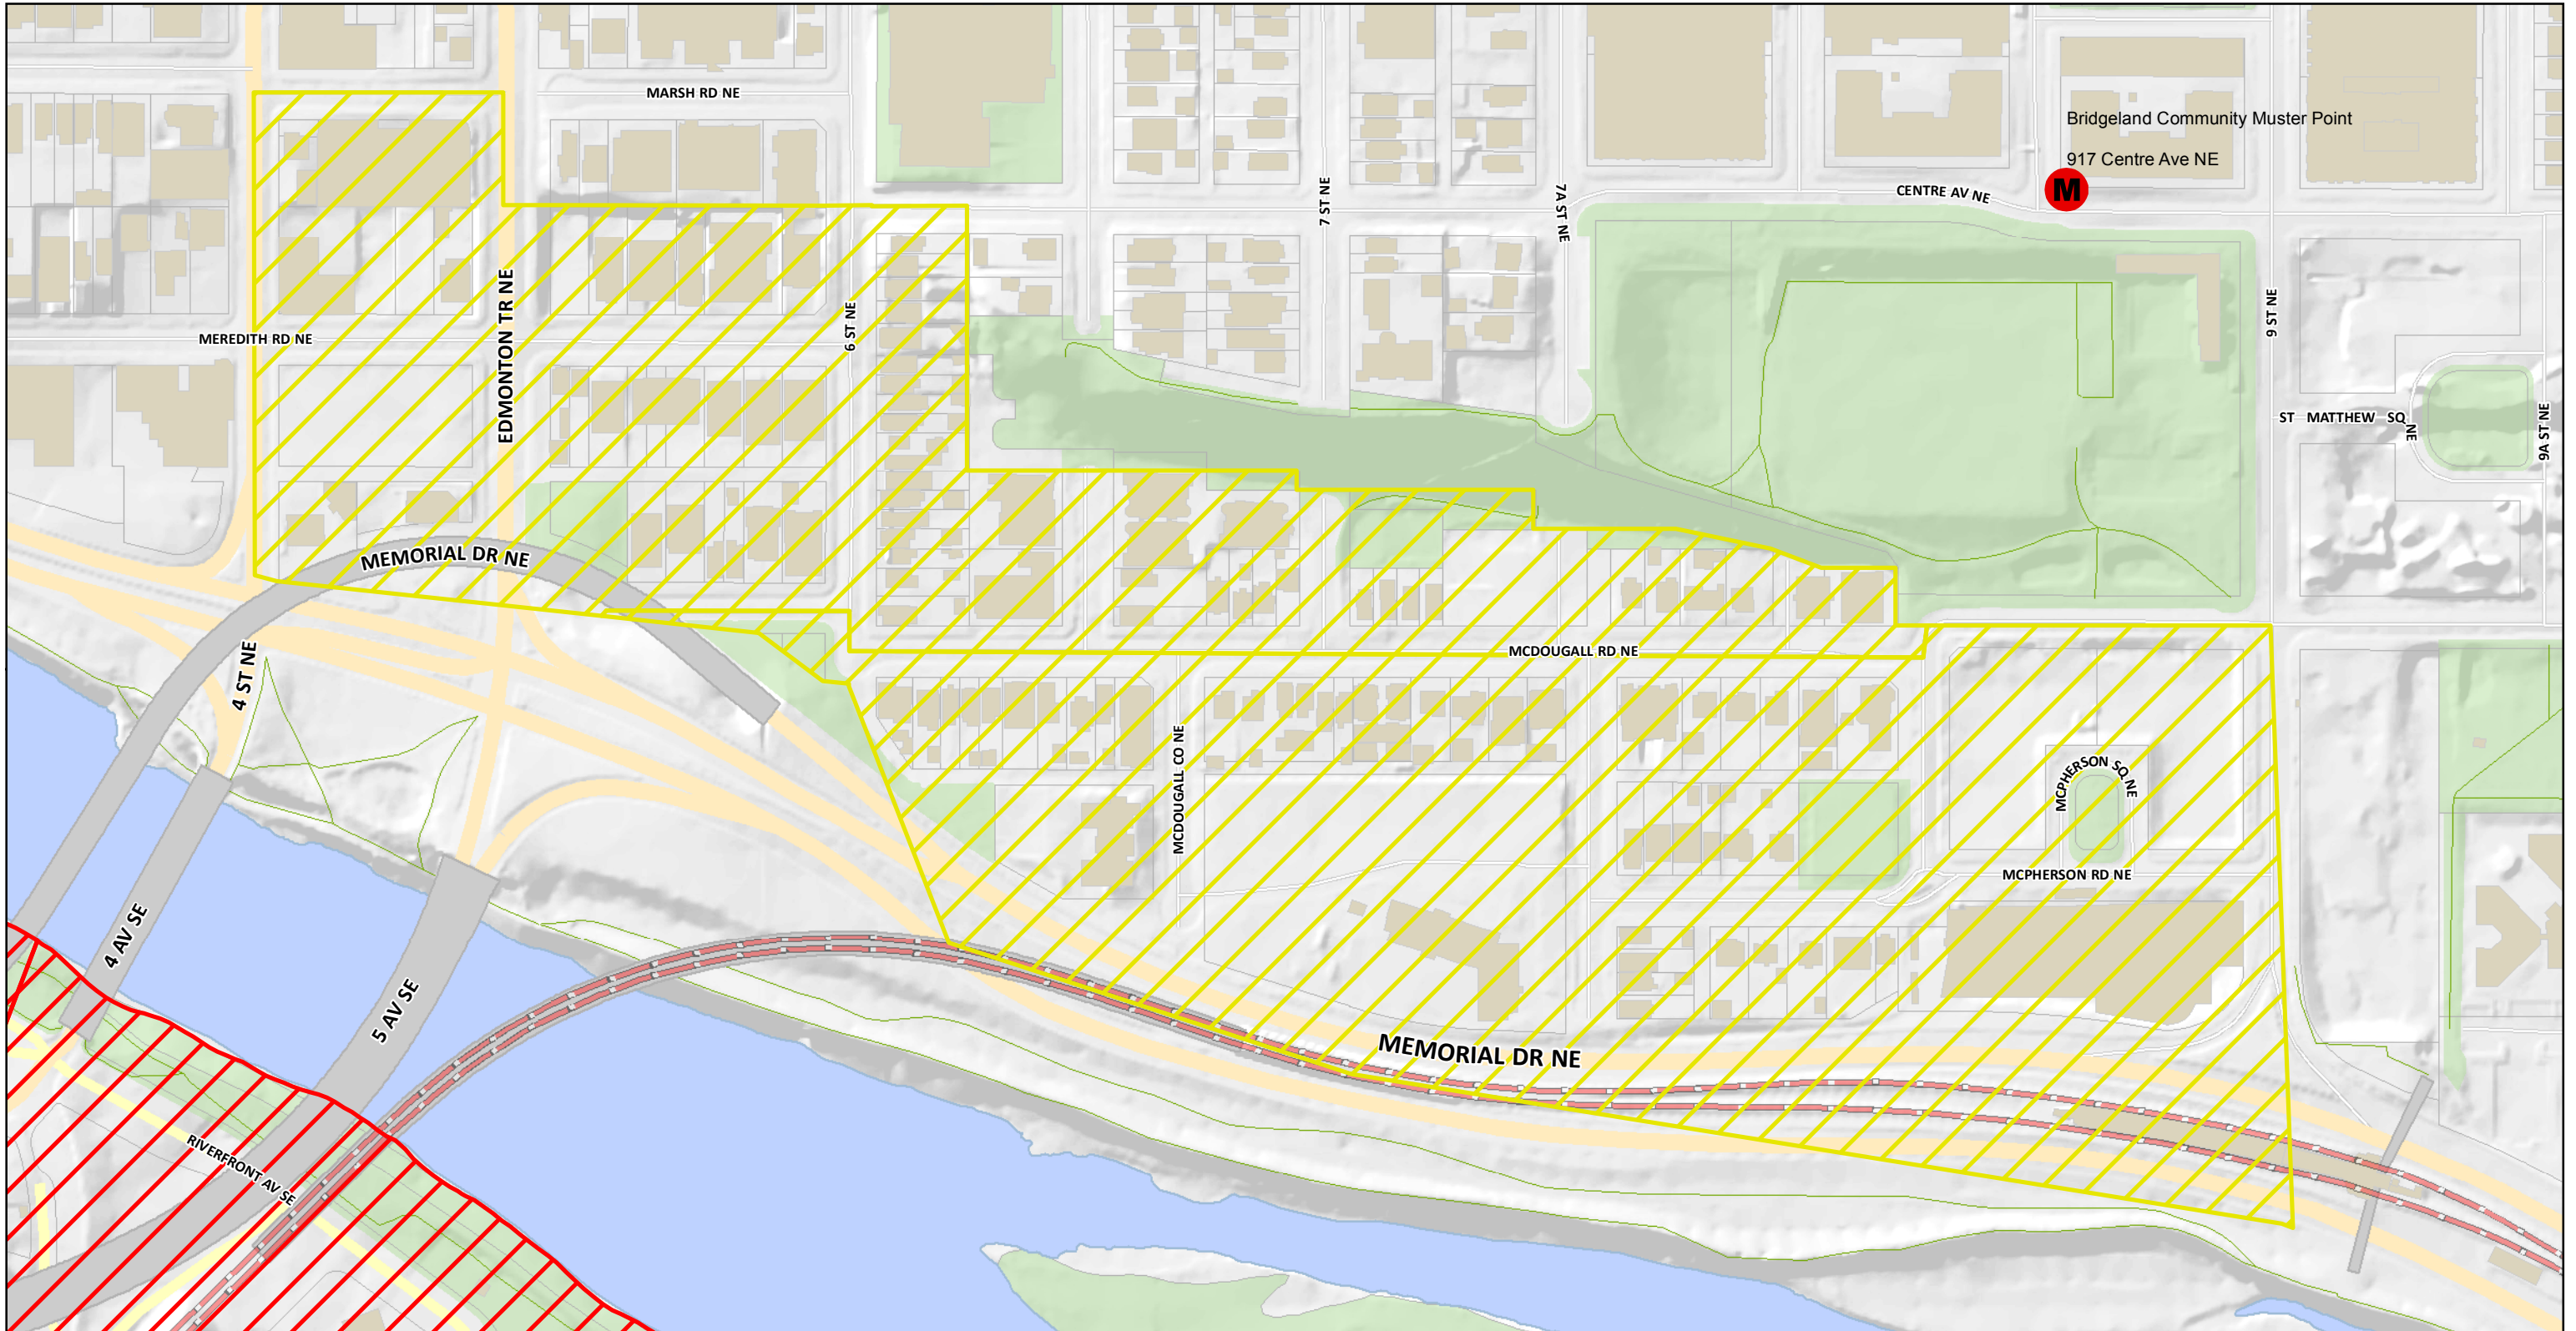 MARSH RD NE
Bridgeland Community Muster Point
917 Centre Ave NE
M
CENTRE AV NE
7 ST NE
7A ST NE
9 ST NE
EDMONTON TR NE
6 ST NE
MEREDITH RD NE
ST MATTHEW SQ NE
9A ST NE
MEMORIAL DR NE
4 ST NE
MCDOUGALL RD NE
MCDOUGALL CO NE
MCPHERSON SQ NE
MCPHERSON RD NE
4 AV SE
5 AV SE
MEMORIAL DR NE
RIVERFRONT AV SE